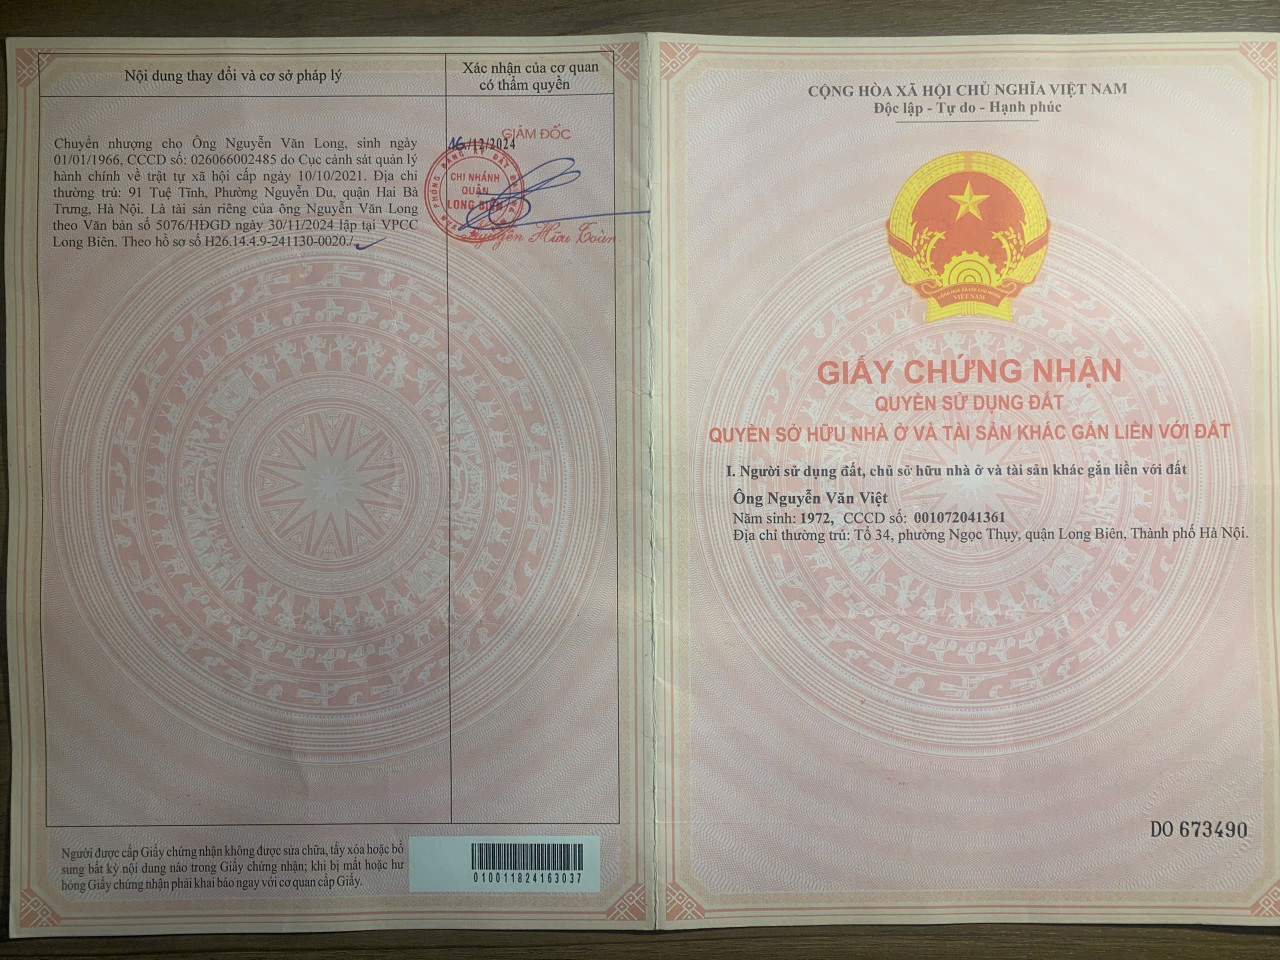 Nội dung thay đổi và cơ sở pháp lý
Xác nhận của cơ quan
có thẩm quyền
Chuyển nhượng cho Ông Nguyễn Văn Long, sinh ngày
01/01/1966, CCCD số: 026066002485 do Cục cảnh sát quản lý
hành chính về trật tự xã hội cấp ngày 10/10/2021. Địa chỉ
thường trú: 91 Tuệ Tĩnh, Phường Nguyễn Du, quận Hai Bà
Trưng, Hà Nội. Là tài sản riêng của ông Nguyễn Văn Long
theo Văn bản số 5076/HĐGD ngày 30/11/2024 lập tại VPCC
Long Biên. Theo hồ sơ số H26.14.4.9-241130-0020./.
16/12/2024
GIÁM ĐỐC
CHI NHÁNH
QUẬN
LONG BIÊN
Nguyễn Hữu Toàn
Người được cấp Giấy chứng nhận không được sửa chữa, tẩy xóa hoặc bổ
sung bất kỳ nội dung nào trong Giấy chứng nhận; khi bị mất hoặc hư
hỏng Giấy chứng nhận phải khai báo ngay với cơ quan cấp Giấy.
010011824163037
CỘNG HÒA XÃ HỘI CHỦ NGHĨA VIỆT NAM
Độc lập - Tự do - Hạnh phúc
VIỆT NAM
GIẤY CHỨNG NHẬN
QUYỀN SỬ DỤNG ĐẤT
QUYỀN SỞ HỮU NHÀ Ở VÀ TÀI SẢN KHÁC GẮN LIỀN VỚI ĐẤT
I. Người sử dụng đất, chủ sở hữu nhà ở và tài sản khác gắn liền với đất
Ông Nguyễn Văn Việt
Năm sinh: 1972, CCCD số: 001072041361
Địa chỉ thường trú: Tổ 34, phường Ngọc Thụy, quận Long Biên, Thành phố Hà Nội.
DO 673490